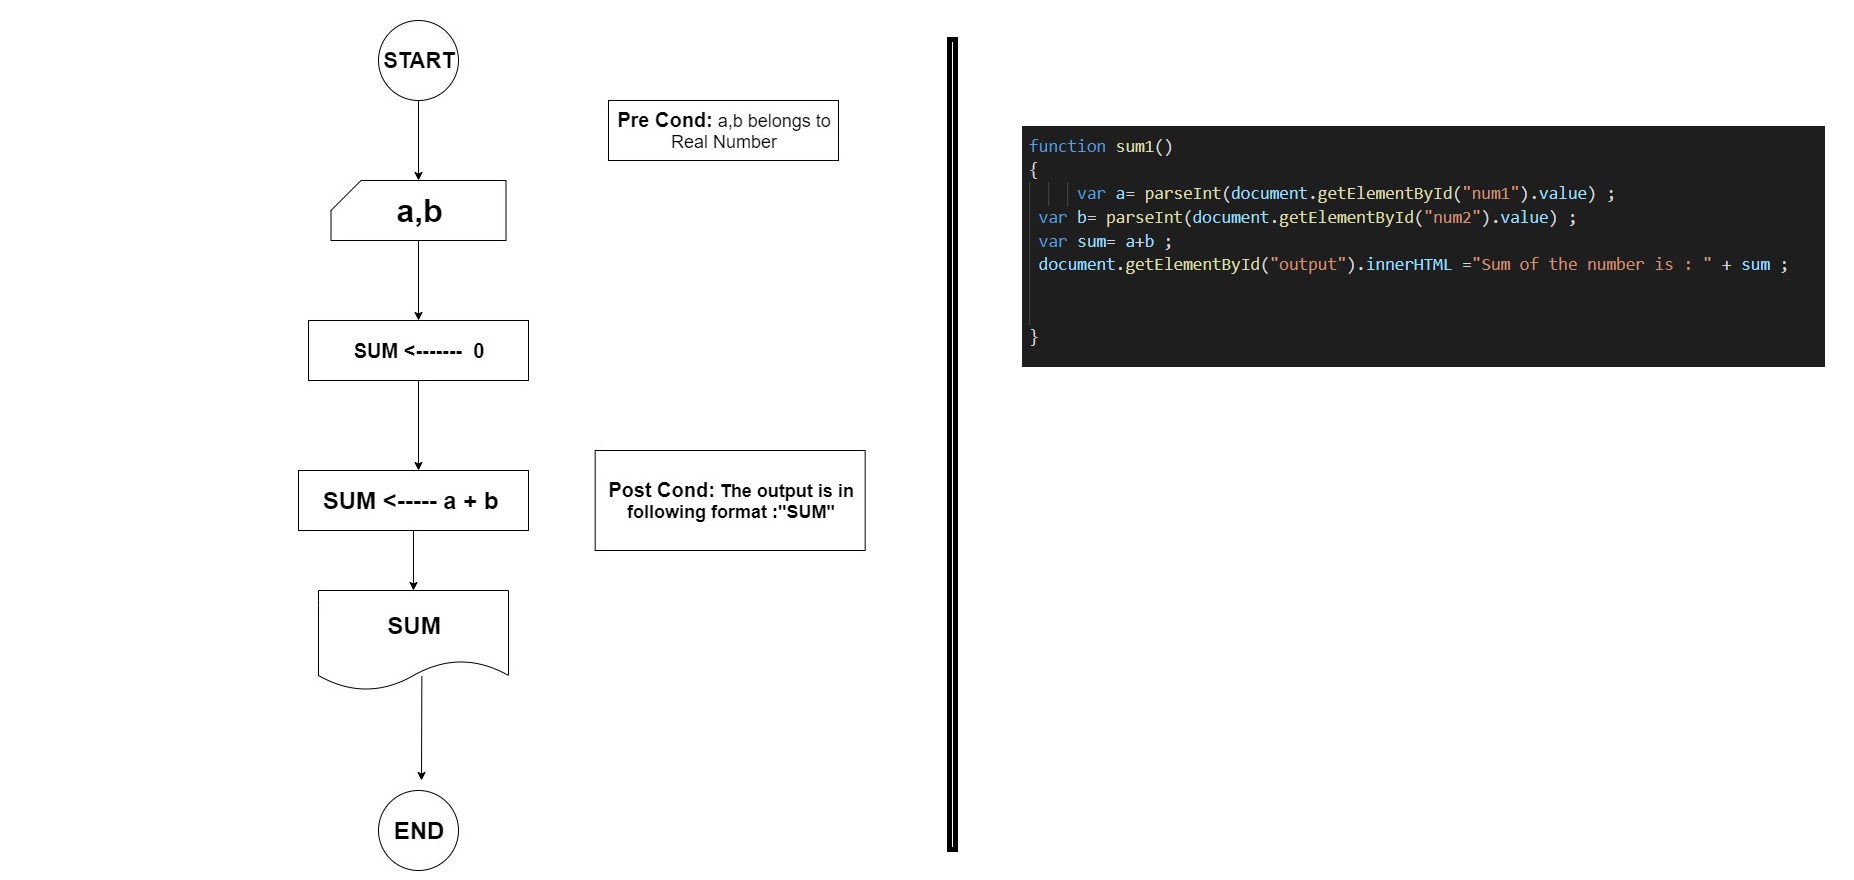 START
Pre Cond: a,b belongs to
Real Number
a,b
SUM <------- 0
SUM <----- a + b
Post Cond: The output is in
following format :"SUM"
SUM
END
function sum1()
{
var a= parseInt(document.getElementById("num1").value) ;
var b= parseInt(document.getElementById("num2").value) ;
var sum= a+b ;
document.getElementById("output").innerHTML ="Sum of the number is : " + sum ;
}